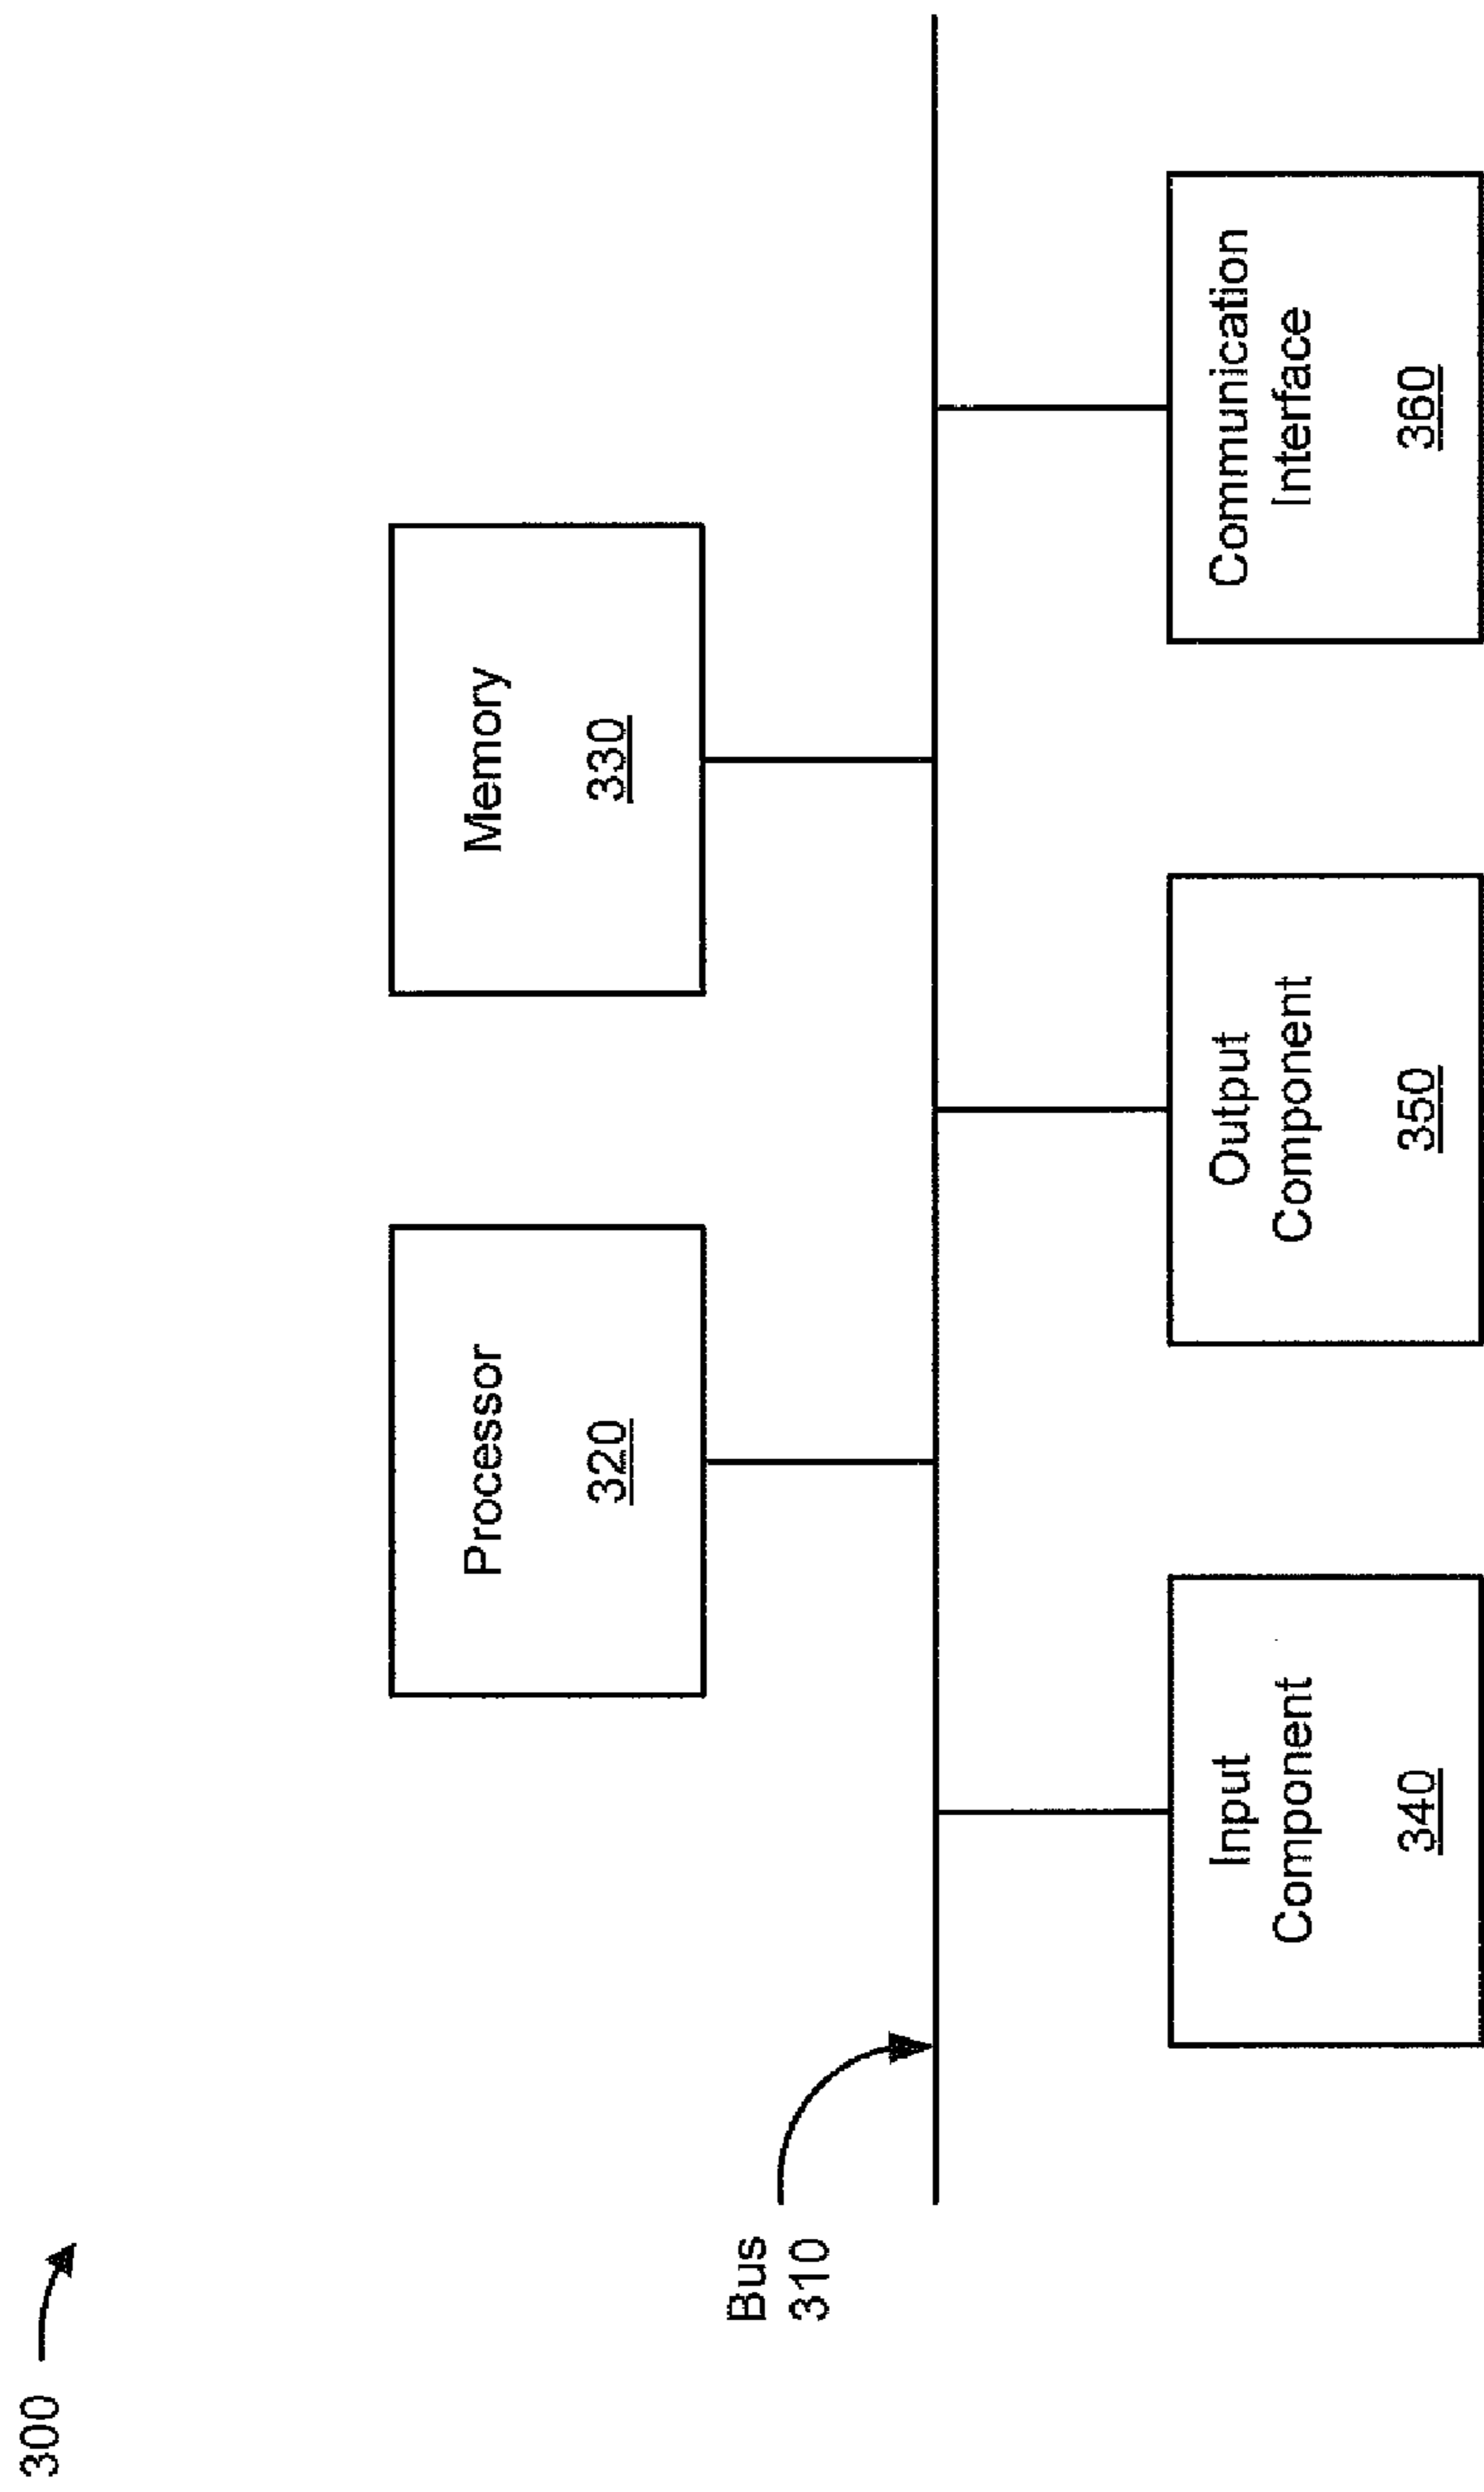 300
Processor
320
Memory
330
Bus
310
Input
Component
340
Output
Component
350
Communication
Interface
360